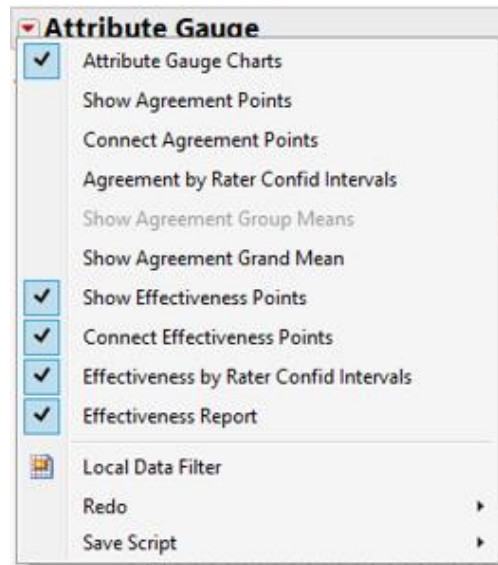 Attribute Gauge
Attribute Gauge Charts
Show Agreement Points
Connect Agreement Points
Agreement by Rater Confid Intervals
Show Agreement Group Means
Show Agreement Grand Mean
Show Effectiveness Points
Connect Effectiveness Points
Effectiveness by Rater Confid Intervals
Effectiveness Report
Local Data Filter
Redo
Save Script